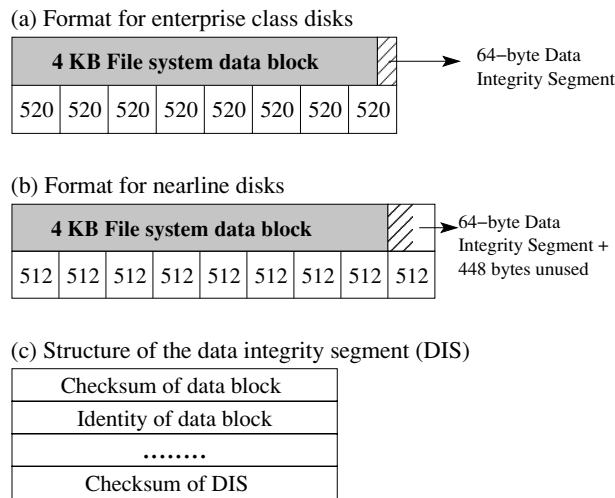 (a) Format for enterprise class disks
4 KB File system data block
64−byte Data
Integrity Segment
520 520 520 520 520 520 520 520
(b) Format for nearline disks
4 KB File system data block
64−byte Data
Integrity Segment +
448 bytes unused
512 512 512 512 512 512 512 512 512
(c) Structure of the data integrity segment (DIS)
Checksum of data block
Identity of data block
........
Checksum of DIS